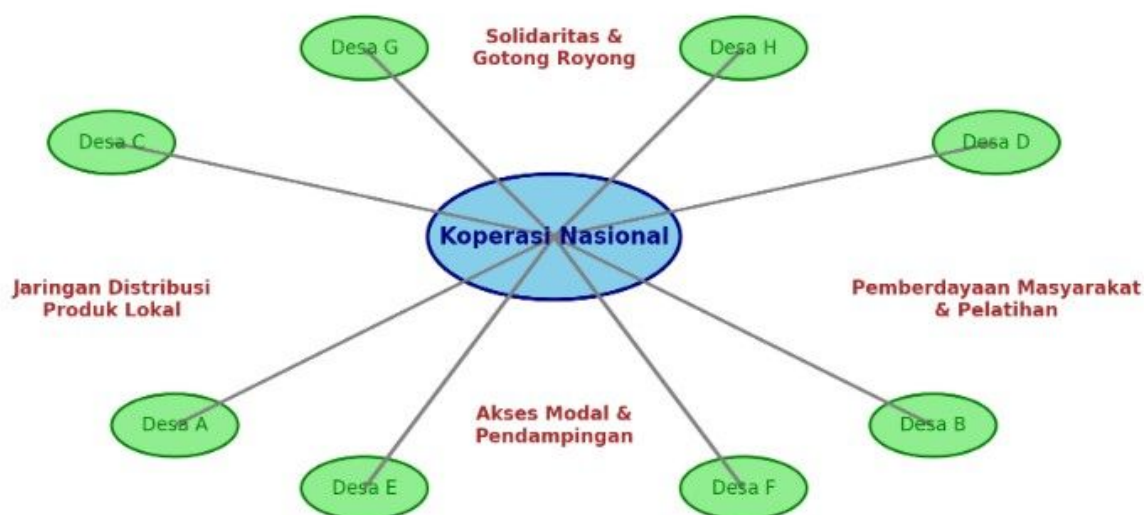 Desa G
Solidaritas &
Gotong Royong
Desa H
Desa C
Desa D
Koperasi Nasional
Jaringan Distribusi
Produk Lokal
Pemberdayaan Masyarakat
& Pelatihan
Desa A
Akses Modal &
Pendampingan
Desa B
Desa E
Desa F